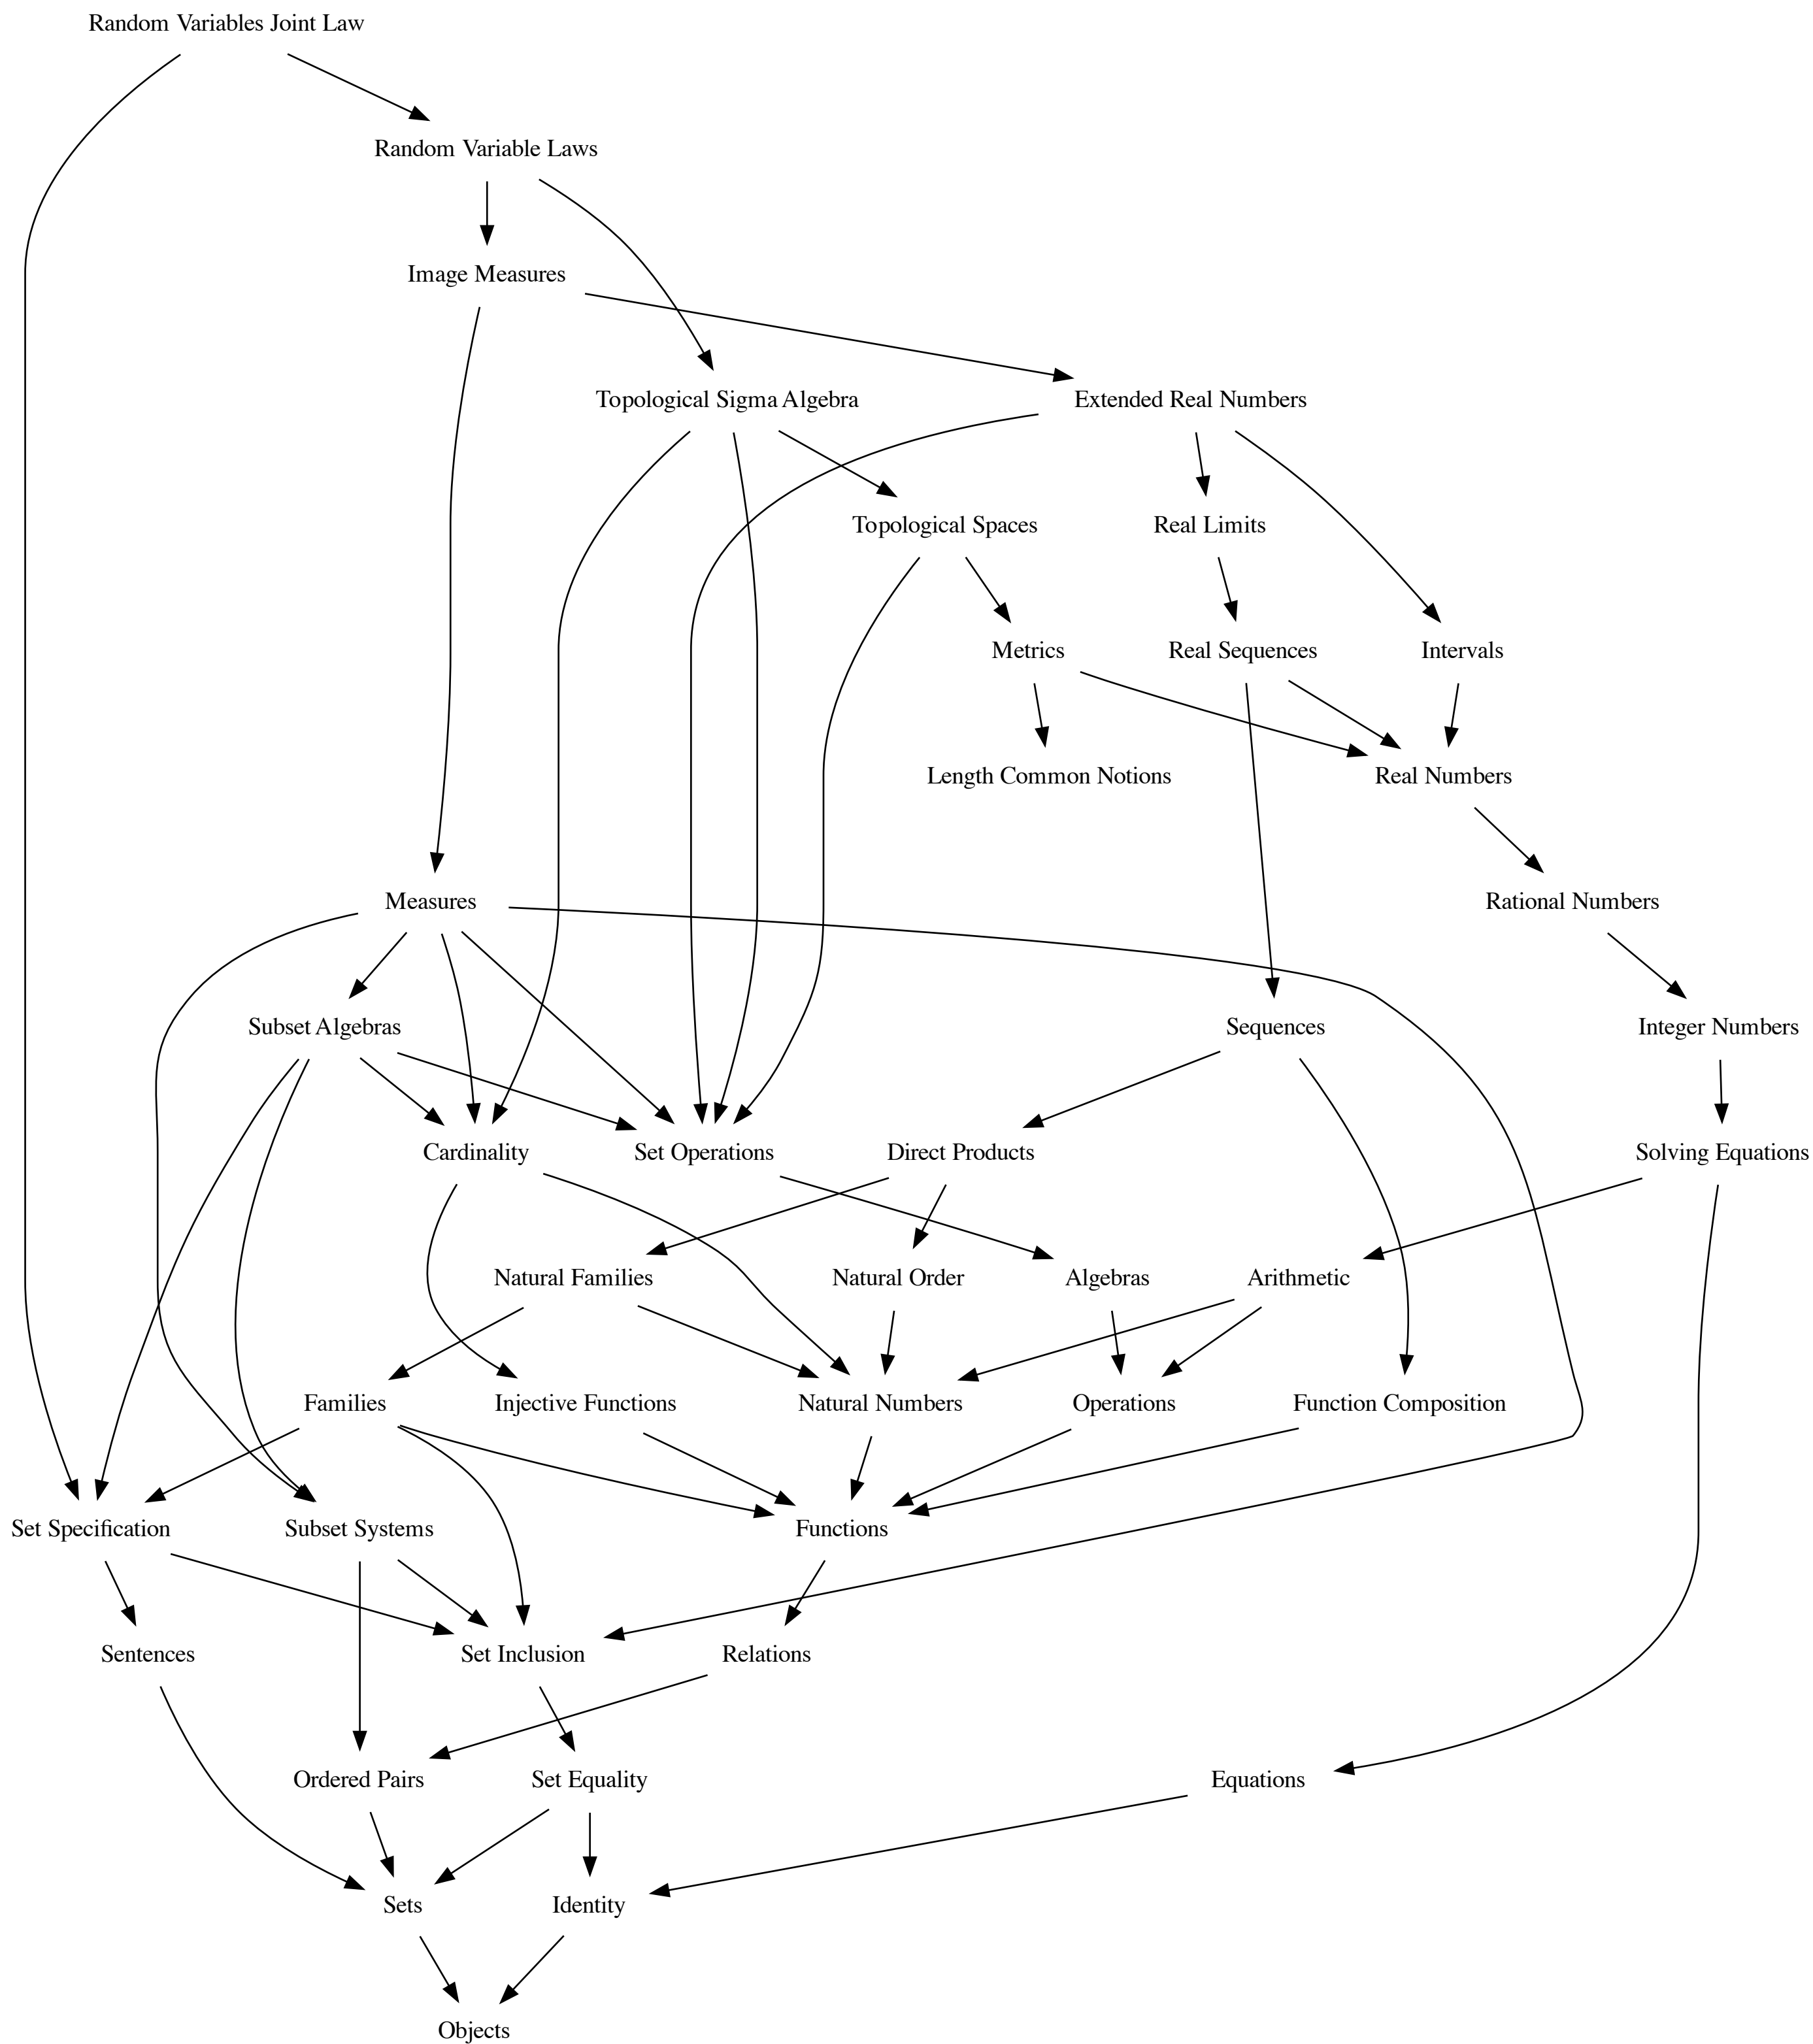 Random Variables Joint Law
Random Variable Laws
Image Measures
Topological Sigma Algebra
Extended Real Numbers
Topological Spaces
Real Limits
Metrics
Real Sequences
Intervals
Length Common Notions
Real Numbers
Measures
Rational Numbers
Subset Algebras
Sequences
Integer Numbers
Cardinality
Set Operations
Direct Products
Solving Equations
Natural Families
Natural Order
Algebras
Arithmetic
Families
Injective Functions
Natural Numbers
Operations
Function Composition
Set Specification
Subset Systems
Functions
Sentences
Set Inclusion
Relations
Ordered Pairs
Set Equality
Equations
Sets
Identity
Objects